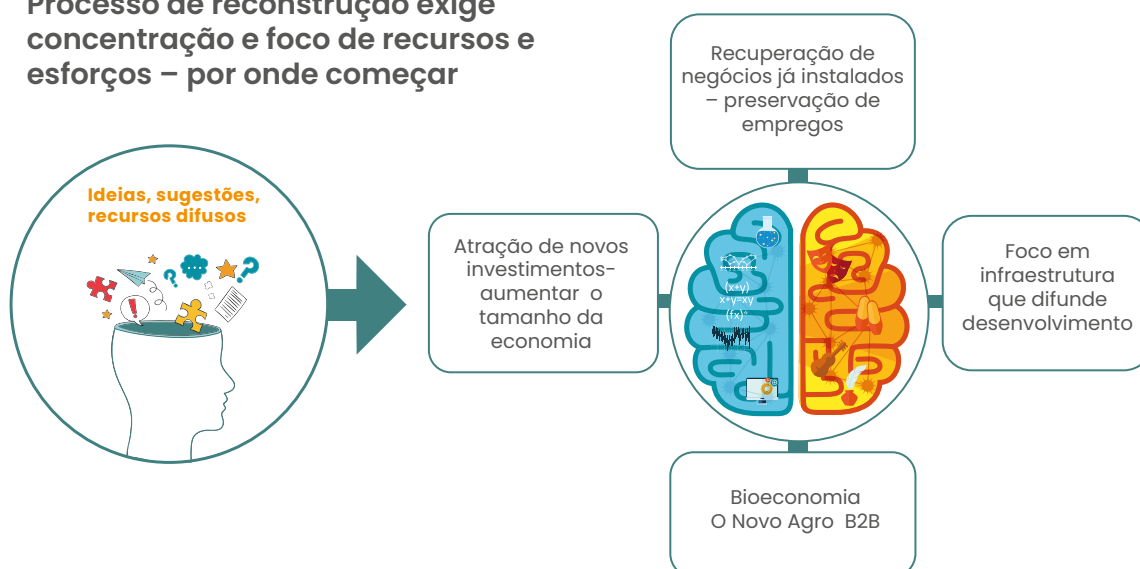 Processo de reconstrução exige
concentração e foco de recursos e
esforços – por onde começar
Ideias, sugestões,
recursos difusos
Recuperação de
negócios já instalados
– preservação de
empregos
Atração de novos
investimentos-
aumentar o
tamanho da
economia
(x+y)
x+y=xy
Foco em
infraestrutura
que difunde
desenvolvimento
Bioeconomia
O Novo Agro B2B